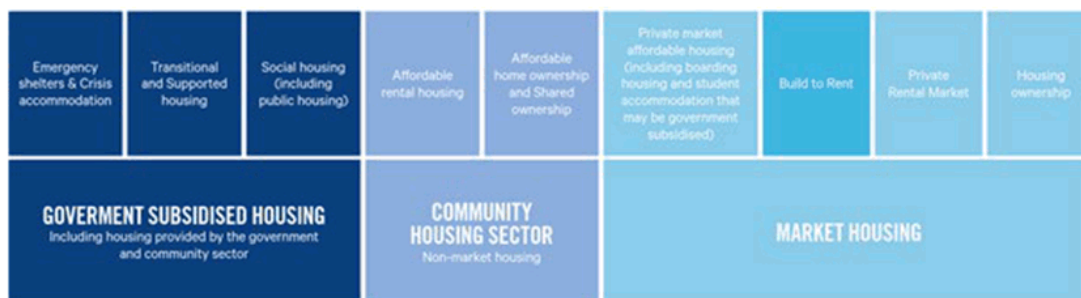 Emergency
shelters & Crisis
accommodation
Transitional
and Supported
housing
Social housing
(including
public housing)
Affordable
rental housing
Affordable
home ownership
and Shared
ownership
Private market
affordable housing
(including boarding
housing and student
accommodation that
may be government
subsidised)
Build to Rent
Private
Rental Market
Housing
ownership
GOVERMENT SUBSIDISED HOUSING
Including housing provided by the government
and community sector
COMMUNITY
HOUSING SECTOR
Non-market housing
MARKET HOUSING